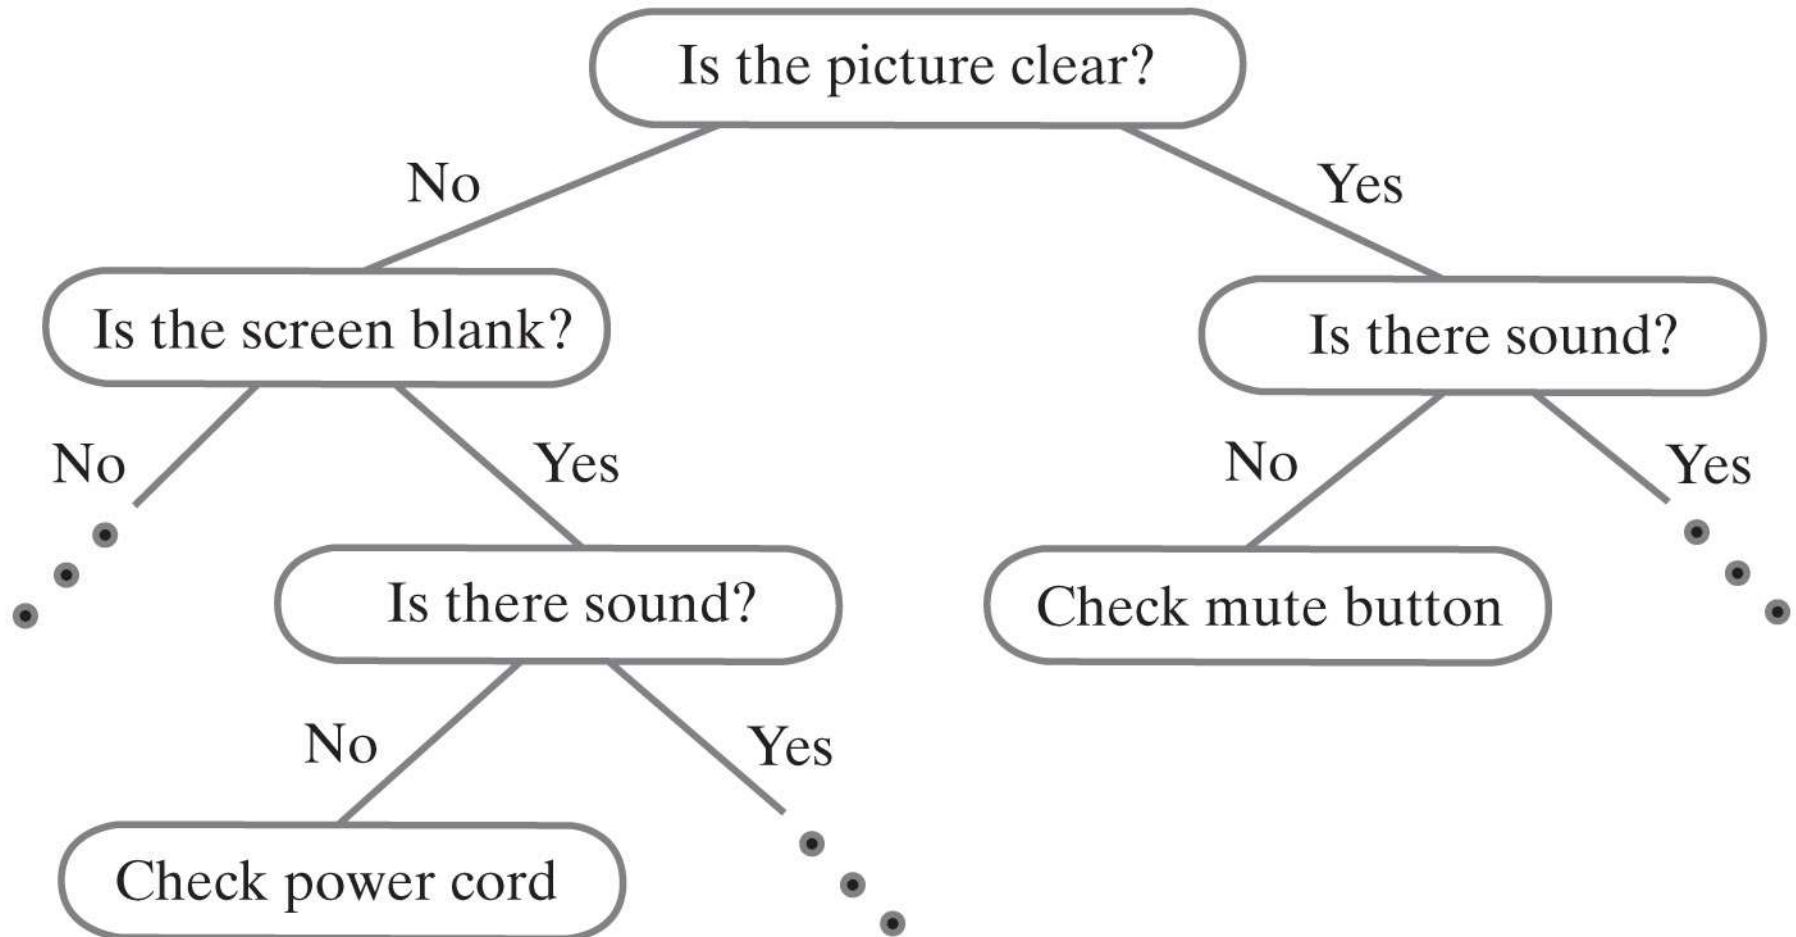 Is the picture clear?
No
Yes
Is the screen blank?
Is there sound?
No
Yes
No
Yes
Is there sound?
Check mute button
No
Yes
Check power cord